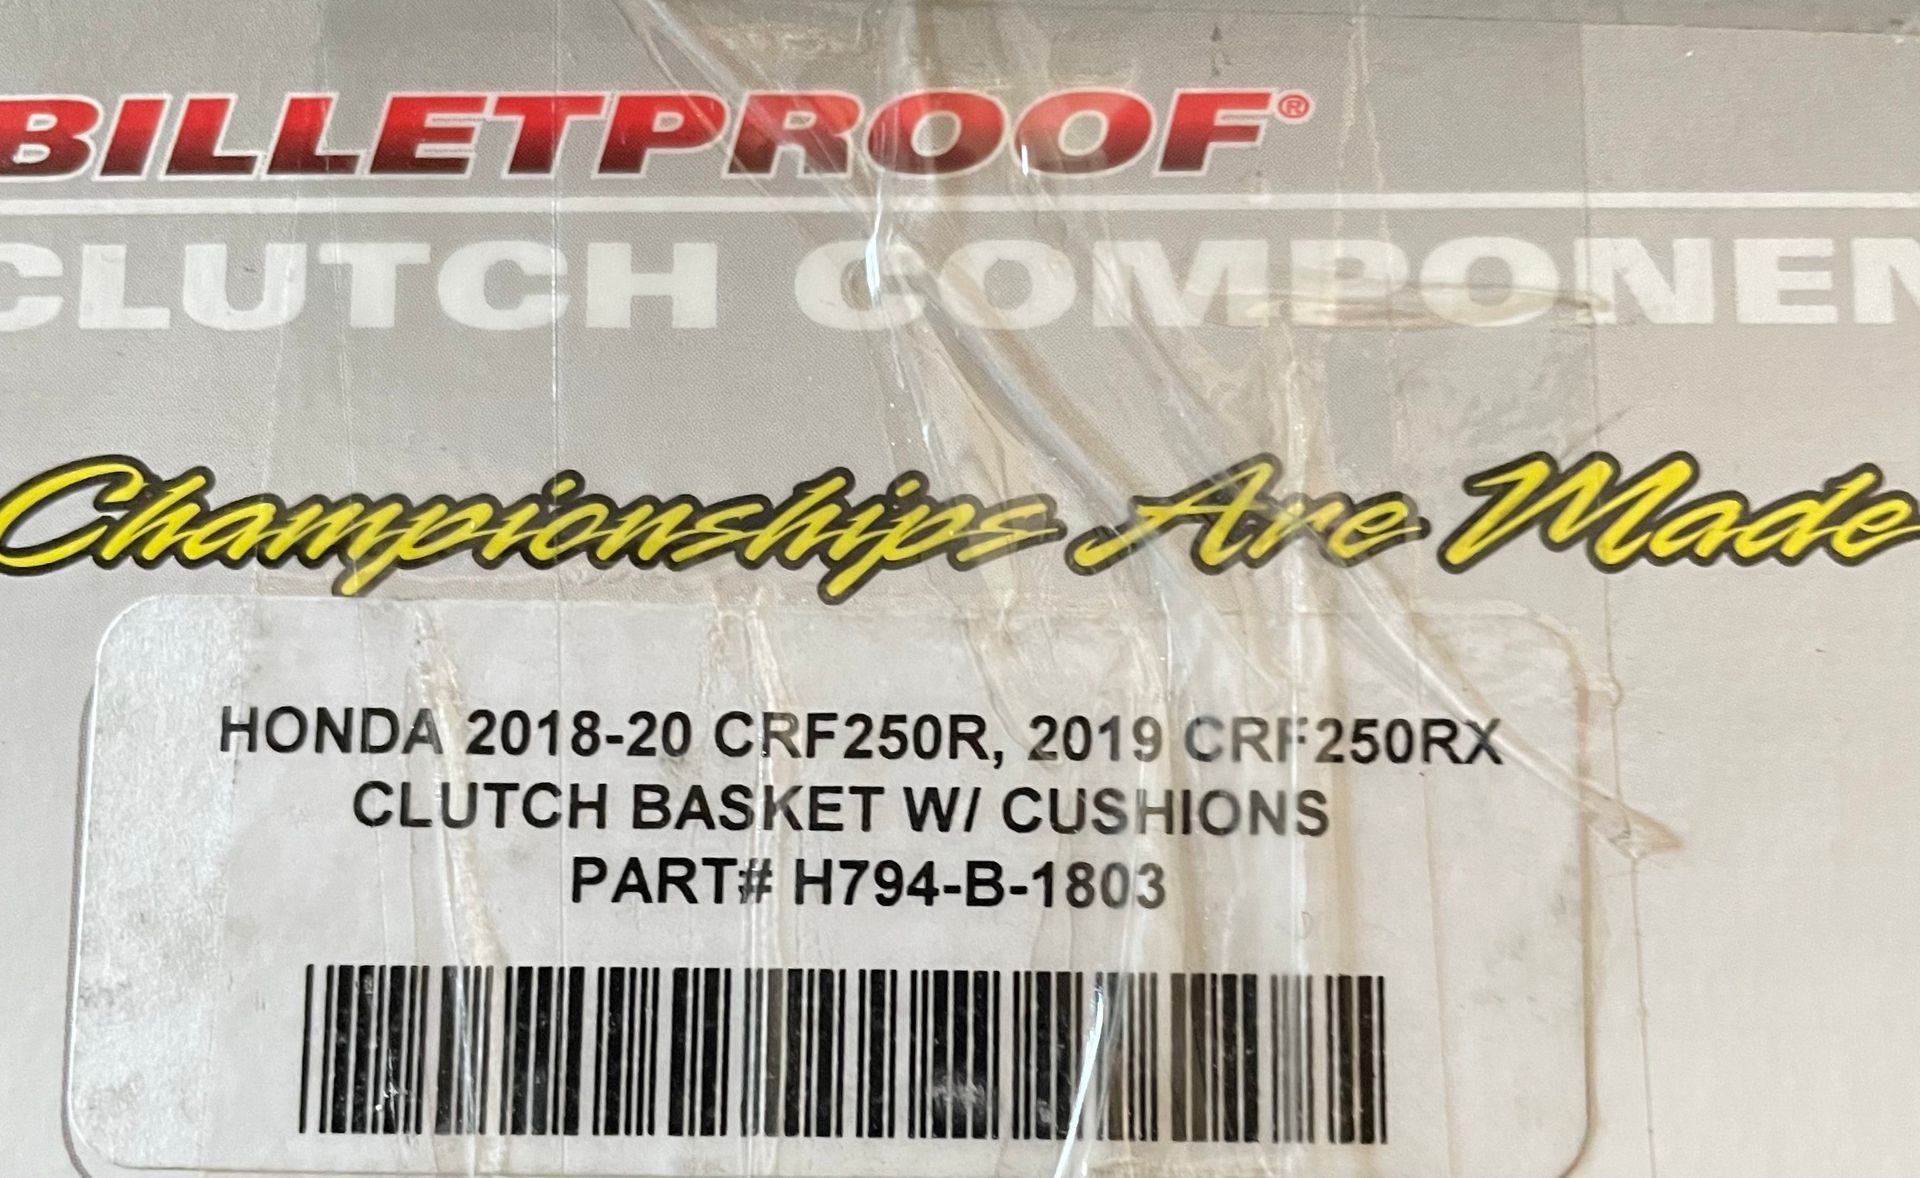 BILLETPROOF®
CLUTCH COMPONEN
Championships Are Made
HONDA 2018-20 CRF250R, 2019 CRF250RX
CLUTCH BASKET W/ CUSHIONS
PART# H794-B-1803